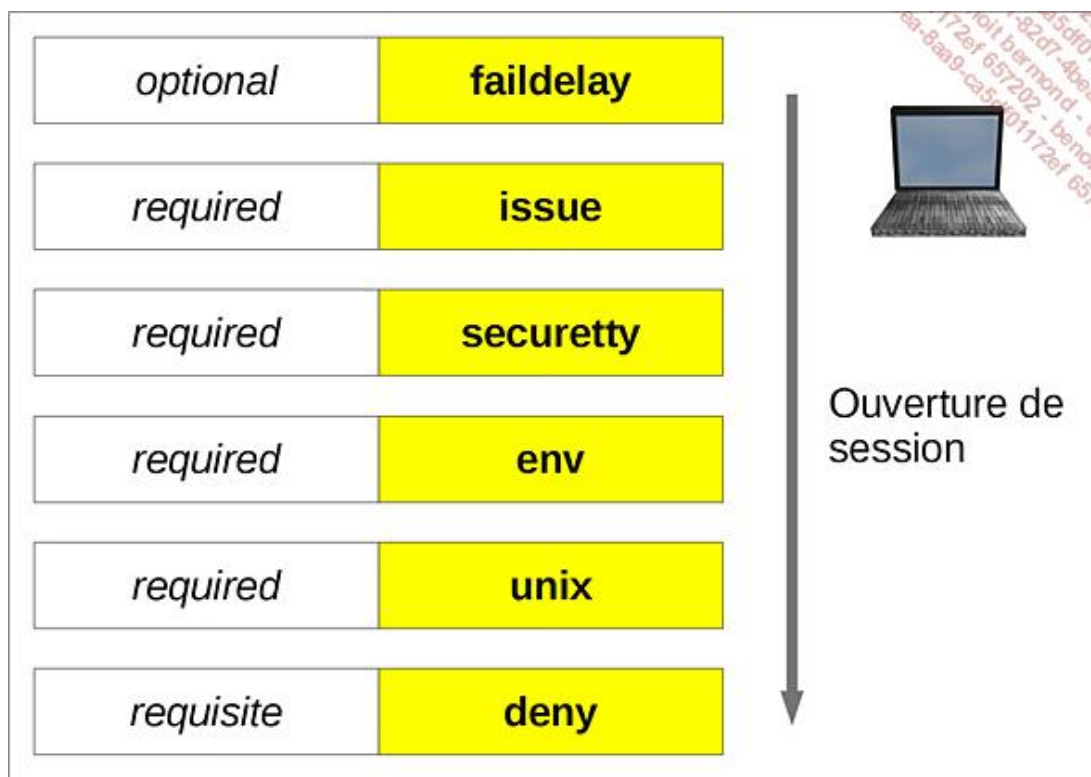 optional faildelay
required issue
required securetty
required env
required unix
requisite deny
Ouverture de
session